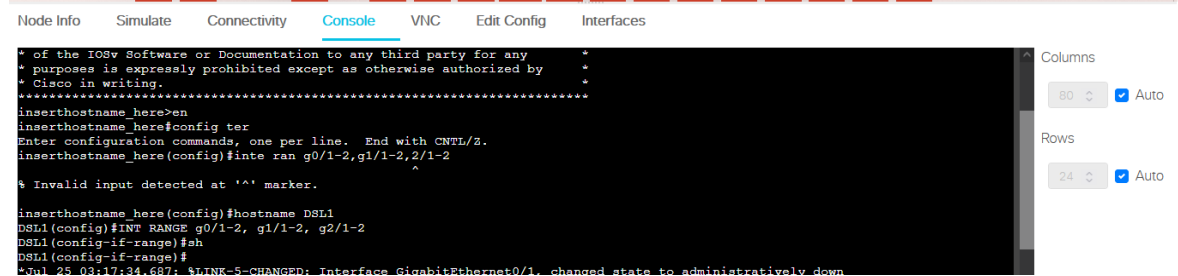 Node Info Simulate Connectivity Console VNC Edit Config Interfaces
* of the IOSv Software or Documentation to any third party for any *
* purposes is expressly prohibited except as otherwise authorized by *
* Cisco in writing. *
**************************************************************************
inserthostname_here>en
inserthostname_here#config ter
Enter configuration commands, one per line. End with CNTL/Z.
inserthostname_here(config)#inte ran g0/1-2,g1/1-2,2/1-2
^
% Invalid input detected at '^' marker.
inserthostname_here(config)#hostname DSL1
DSL1(config)#INT RANGE g0/1-2, g1/1-2, g2/1-2
DSL1(config-if-range)#sh
DSL1(config-if-range)#
*Jul 25 03:17:34.687: %LINK-5-CHANGED: Interface GigabitEthernet0/1, changed state to administratively down
Columns
80 Auto
Rows
24 Auto